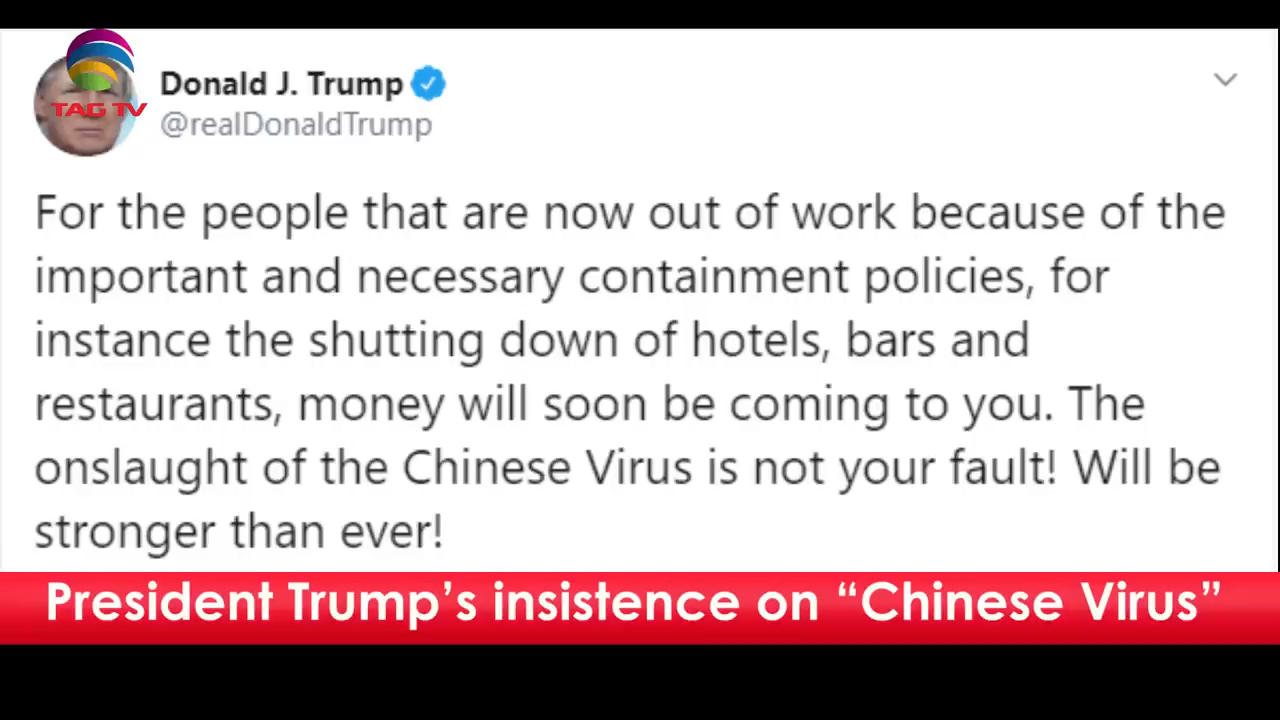 TAG TV
Donald J. Trump
@realDonaldTrump
For the people that are now out of work because of the
important and necessary containment policies, for
instance the shutting down of hotels, bars and
restaurants, money will soon be coming to you. The
onslaught of the Chinese Virus is not your fault! Will be
stronger than ever!
President Trump’s insistence on “Chinese Virus”